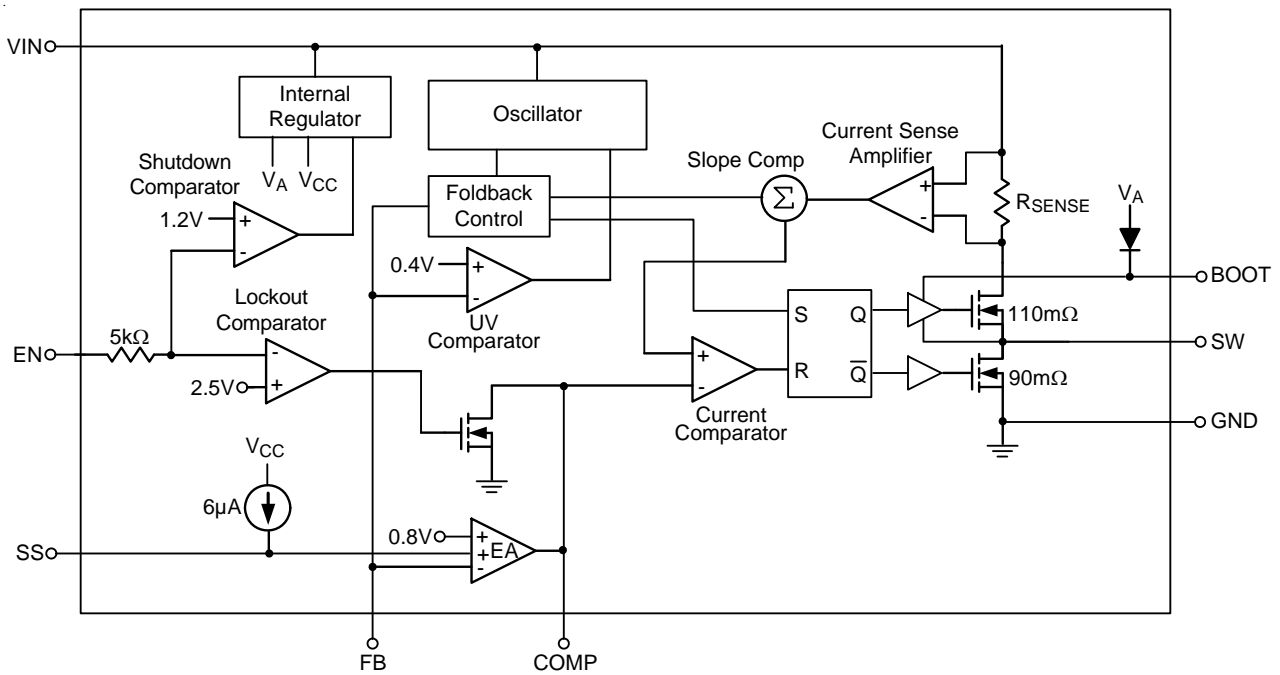 VIN
Internal
Regulator
Oscillator
Current Sense
Amplifier
Slope Comp
Shutdown
Comparator
VA
VCC
Foldback
Control
Σ
+
-
RSENSE
VA
1.2V
+
-
0.4V
+
-
BOOT
Lockout
Comparator
UV
Comparator
S
Q
110mΩ
5kΩ
EN
-
+
2.5V
+
-
R
Q̅
SW
90mΩ
Current
Comparator
GND
VCC
6µA
0.8V
+
SS
+
EA
-
FB
COMP